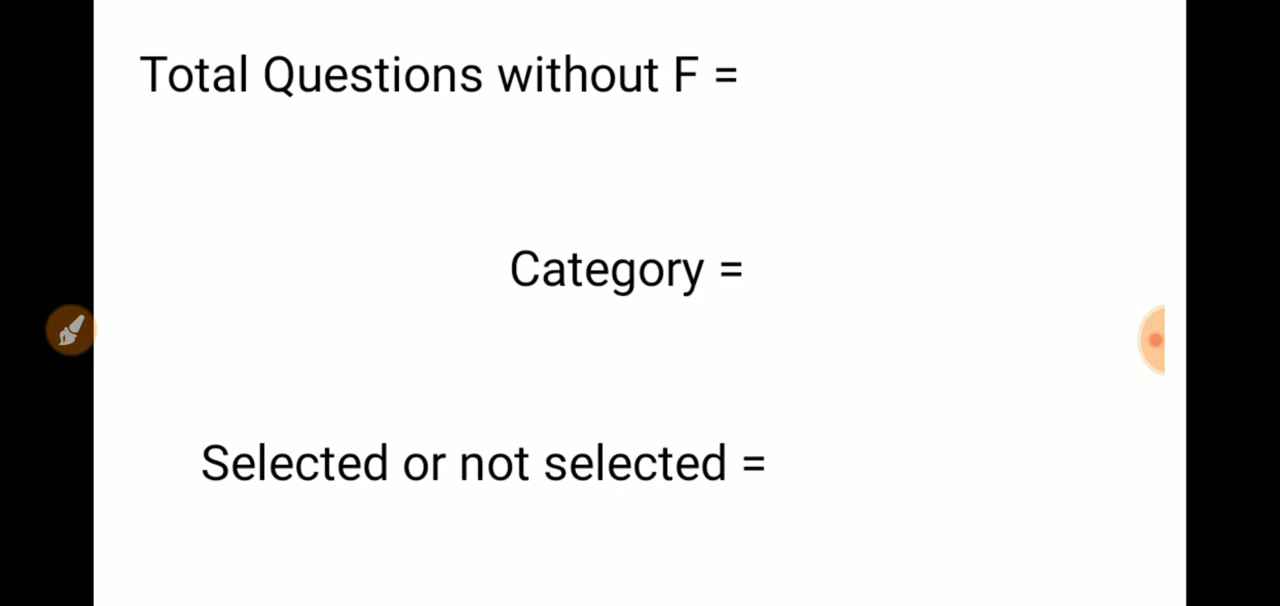 Total Questions without F =
Category =
Selected or not selected =